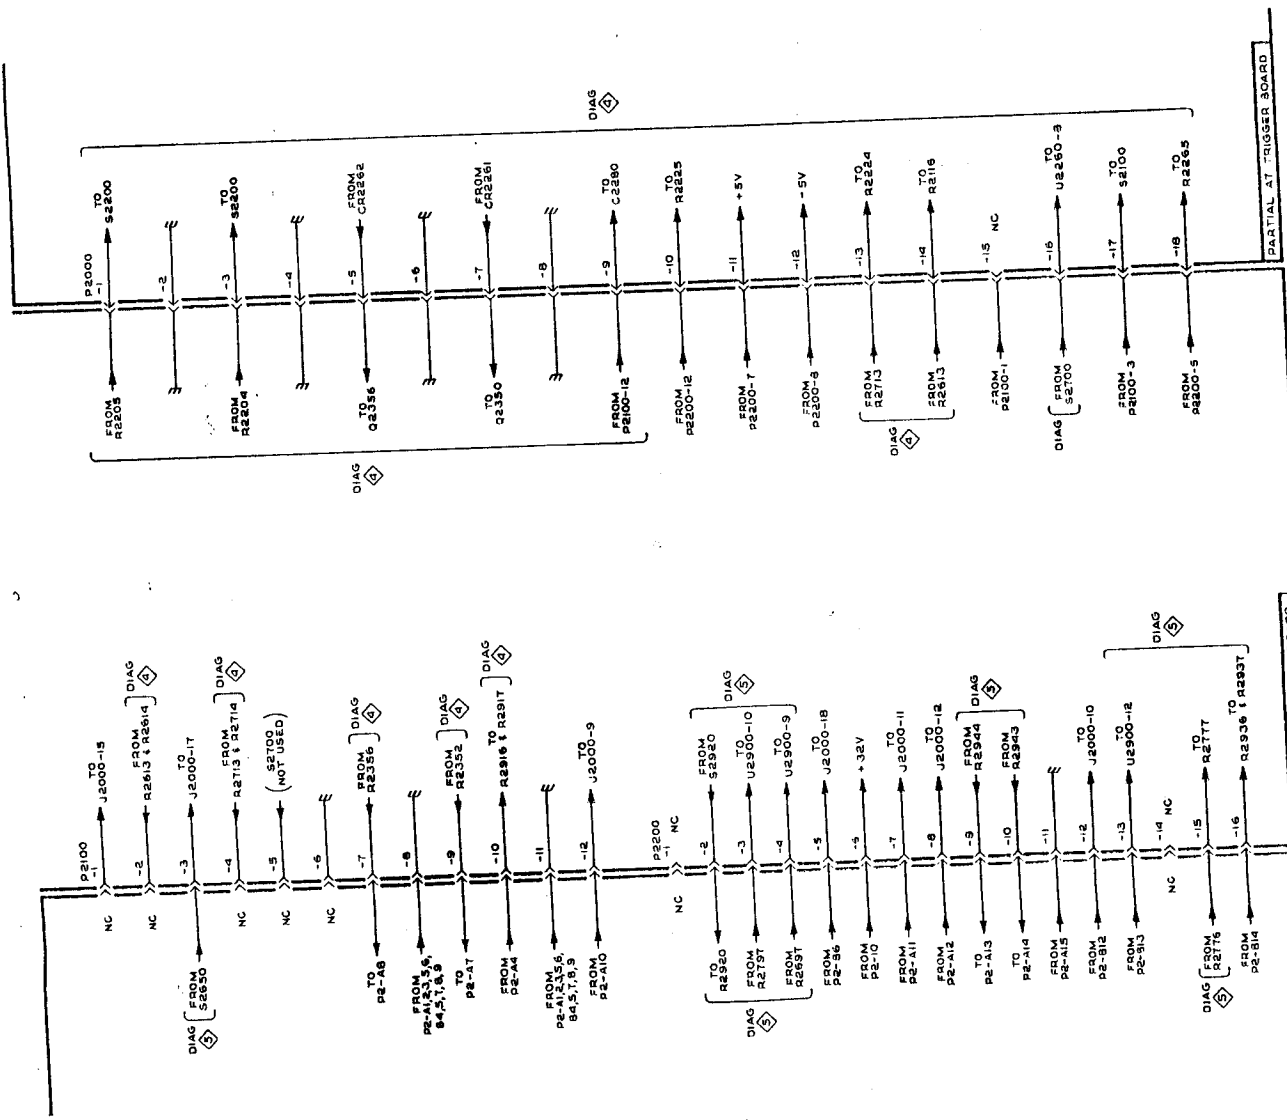 P2000
FROM
R2205
-1
TO
S2200
-2
FROM
R2204
-3
TO
S2200
-4
TO
Q2356
-5
FROM
CR2262
-6
TO
Q2350
-7
FROM
CR2261
-8
FROM
P2100-12
-9
TO
C2280
DIAG
4
FROM
P2200-12
-10
TO
R2225
FROM
P2200-7
-11
+5V
FROM
P2200-8
-12
-5V
DIAG
4
FROM
R2713
-13
TO
R2224
FROM
R2613
-14
TO
R2116
FROM
P2100-1
-15
NC
DIAG
4
FROM
S2700
-16
TO
U2260-3
FROM
P2100-3
-17
TO
S2100
FROM
P2200-5
-18
TO
R2265
DIAG
4
PARTIAL A7 TRIGGER BOARD
P2100
NC
-1
TO
J2000-15
NC
-2
FROM
R2613 & R2614
DIAG
4
DIAG
5
FROM
S2650
-3
TO
J2000-17
NC
-4
FROM
R2713 & R2714
DIAG
4
NC
-5
(S2700
NOT USED)
NC
-6
TO
P2-A8
-7
FROM
R2356
DIAG
4
FROM
P2-A1,2,3,5,6,
B4,5,7,8,9
-8
TO
P2-A7
-9
FROM
R2352
DIAG
4
FROM
P2-A4
-10
TO
R2916 & R2917
DIAG
4
FROM
P2-A1,2,3,5,6,
B4,5,7,8,9
-11
FROM
P2-A10
-12
TO
J2000-9
P2200
NC
-1
NC
TO
R2920
-2
FROM
S2920
FROM
R2797
-3
TO
U2900-10
FROM
R2697
-4
TO
U2900-9
DIAG
5
DIAG
5
FROM
P2-B6
-5
TO
J2000-18
FROM
P2-10
-6
+32V
FROM
P2-A11
-7
TO
J2000-11
FROM
P2-A12
-8
TO
J2000-12
TO
P2-A13
-9
FROM
R2944
TO
P2-A14
-10
FROM
R2943
DIAG
5
FROM
P2-A15
-11
FROM
P2-B12
-12
TO
J2000-10
FROM
P2-B13
-13
TO
U2900-12
NC
-14
NC
DIAG
5
FROM
R2776
-15
TO
R2777
FROM
P2-B14
-16
TO
R2936 & R2937
DIAG
5